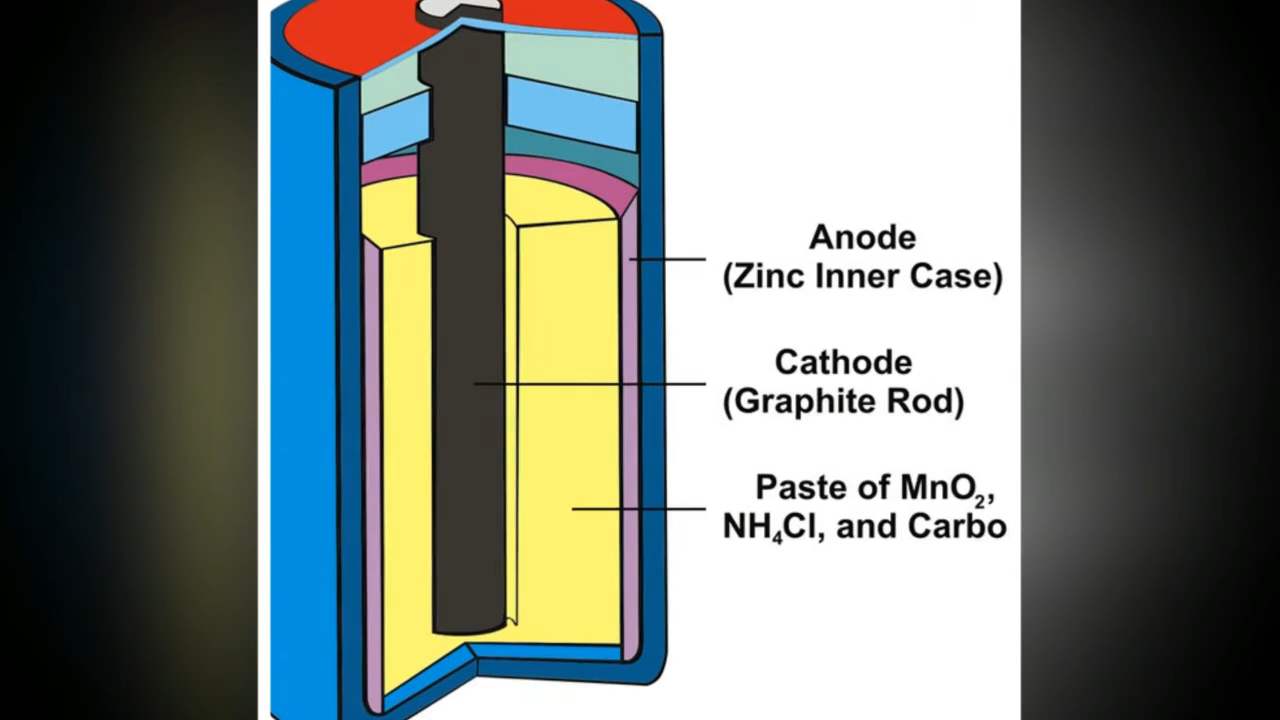 Anode
(Zinc Inner Case)
Cathode
(Graphite Rod)
Paste of MnO₂,
NH₄Cl, and Carbo